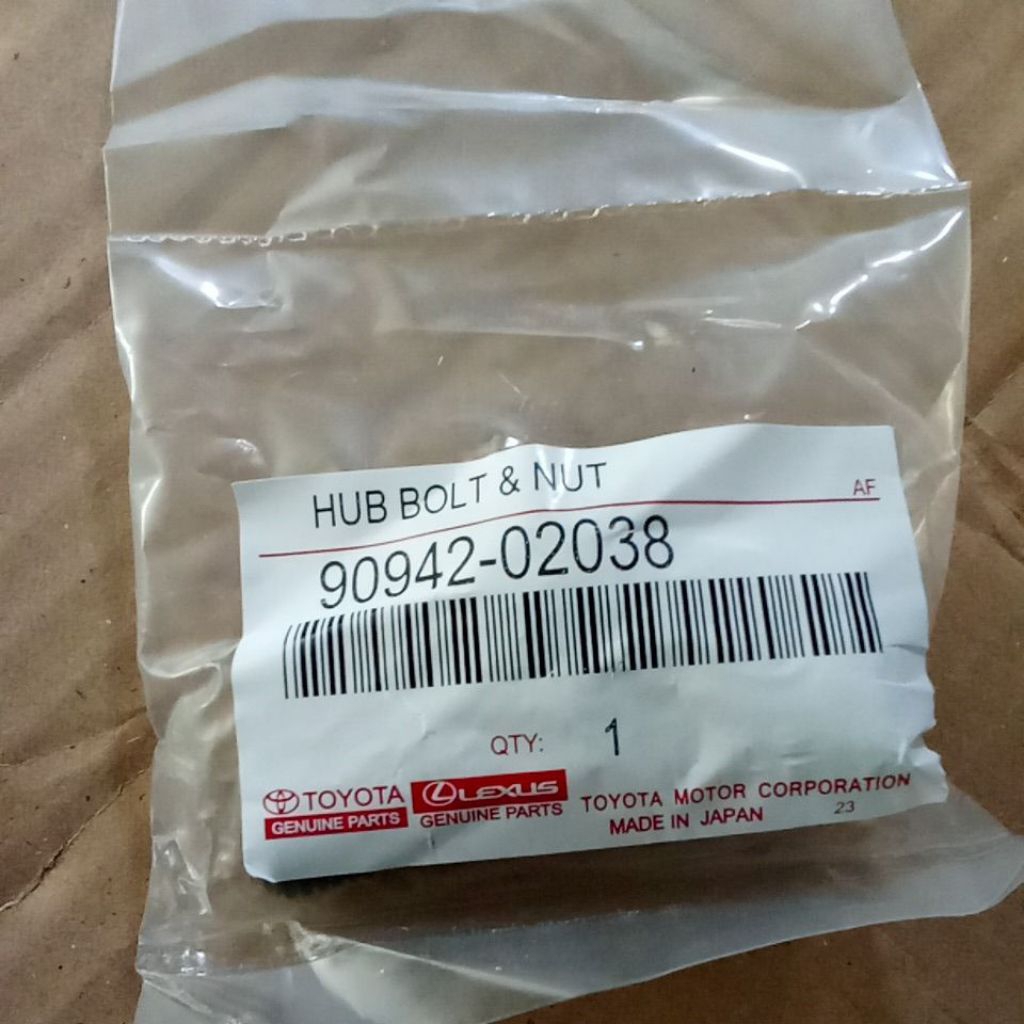 HUB BOLT & NUT
AF
90942-02038
QTY: 1
TOYOTA
GENUINE PARTS
LEXUS
GENUINE PARTS
TOYOTA MOTOR CORPORATION
MADE IN JAPAN 23